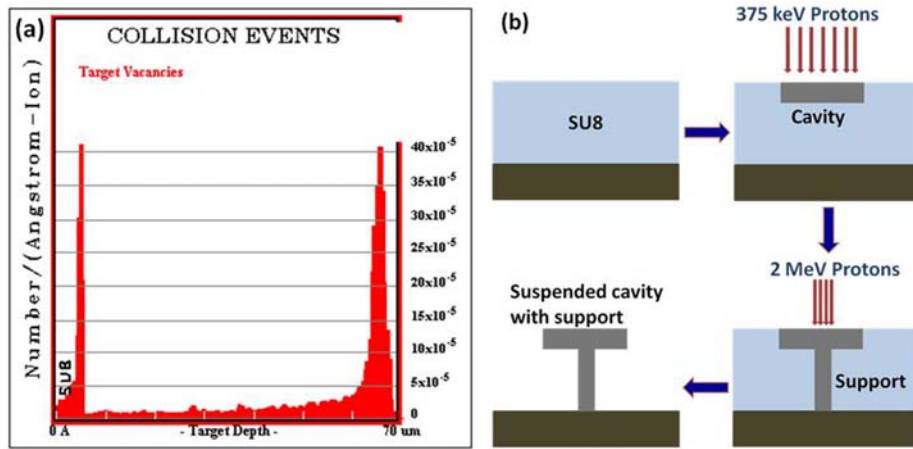 (a)
COLLISION EVENTS
Target Vacancies
Number/(Angstrom-Ion)
40x10-5
35x10-5
30x10-5
25x10-5
20x10-5
15x10-5
10x10-5
5x10-5
0
SU8
0 A
- Target Depth -
70 um
(b)
375 keV Protons
SU8
Cavity
2 MeV Protons
Suspended cavity
with support
Support